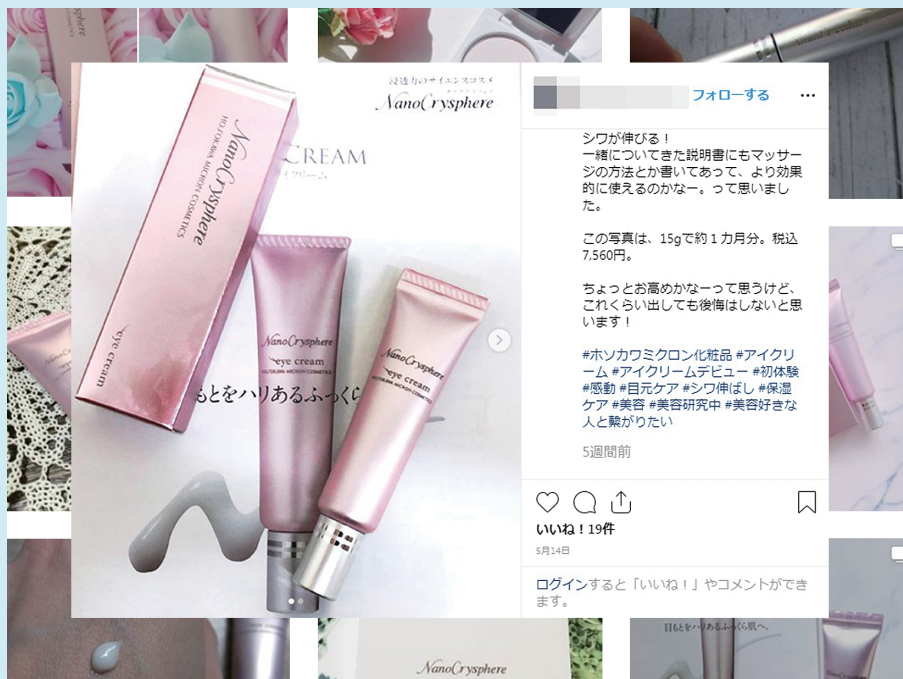 浸透力のサイエンスコスメ
NanoCrysphere
CREAM
イクリーム
NanoCrysphere
HOSOKAWA MICRON COSMETICS
eye cream
NanoCrysphere
eye cream
HOSOKAWA MICRON COSMETICS
NanoCrysphere
eye cream
HOSOKAWA MICRON COSMETICS
もとをハリあるふっくら
フォローする
シワが伸びる！
一緒についてきた説明書にもマッサー
ジの方法とか書いてあって、より効果
的に使えるのかなー。って思いまし
た。
この写真は、15gで約１カ月分。税込
7,560円。
ちょっとお高めかなーって思うけど、
これくらい出しても後悔はしないと思
います！
#ホソカワミクロン化粧品 #アイクリ
ーム #アイクリームデビュー #初体験
#感動 #目元ケア #シワ伸ばし #保湿
ケア #美容 #美容研究中 #美容好きな
人と繋がりたい
5週間前
いいね！19件
5月14日
ログインすると「いいね！」やコメントができ
ます。
NanoCrysphere
目もとをハリあるふっくら肌へ。